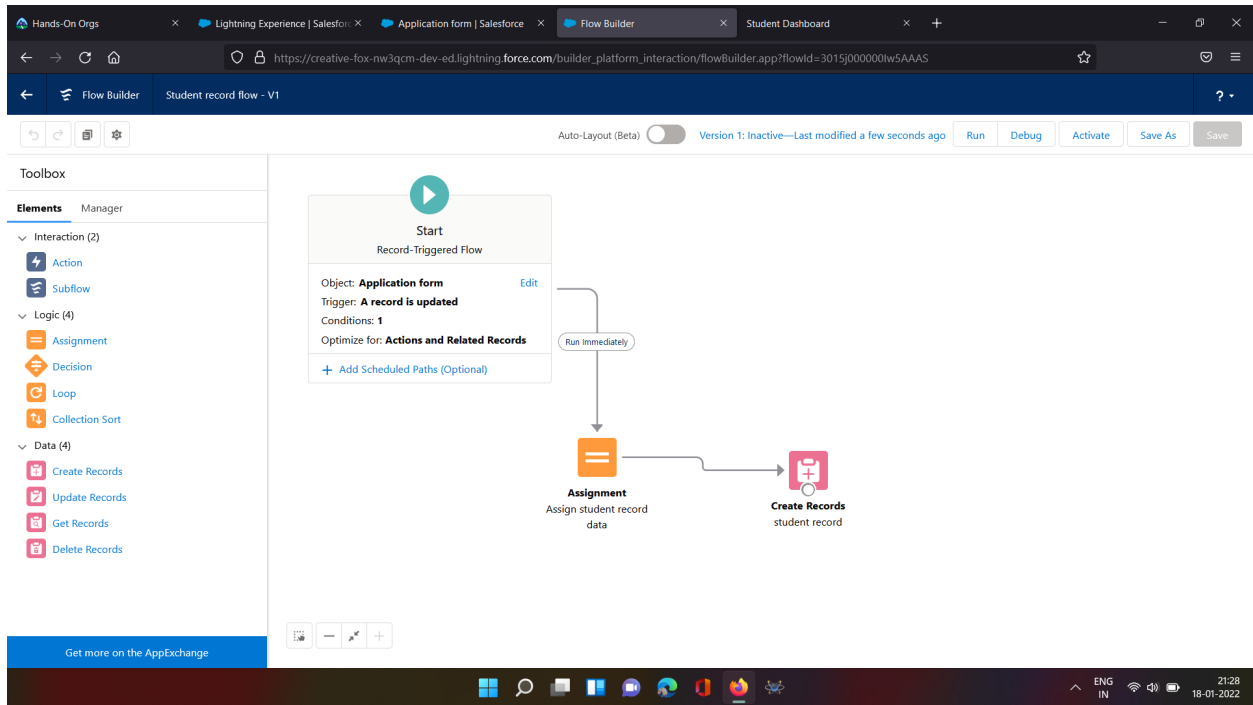 Hands-On Orgs
Lightning Experience | Salesforc
Application form | Salesforce
Flow Builder
Student Dashboard
https://creative-fox-nw3qcm-dev-ed.lightning.force.com/builder_platform_interaction/flowBuilder.app?flowId=3015j000000Iw5AAAS
Flow Builder
Student record flow - V1
?
Auto-Layout (Beta)
Version 1: Inactive—Last modified a few seconds ago
Run
Debug
Activate
Save As
Save
Toolbox
Elements
Manager
Interaction (2)
Action
Subflow
Logic (4)
Assignment
Decision
Loop
Collection Sort
Data (4)
Create Records
Update Records
Get Records
Delete Records
Get more on the AppExchange
Start
Record-Triggered Flow
Object: Application form
Edit
Trigger: A record is updated
Conditions: 1
Optimize for: Actions and Related Records
+ Add Scheduled Paths (Optional)
Run Immediately
Assignment
Assign student record
data
Create Records
student record
ENG
IN
21:28
18-01-2022